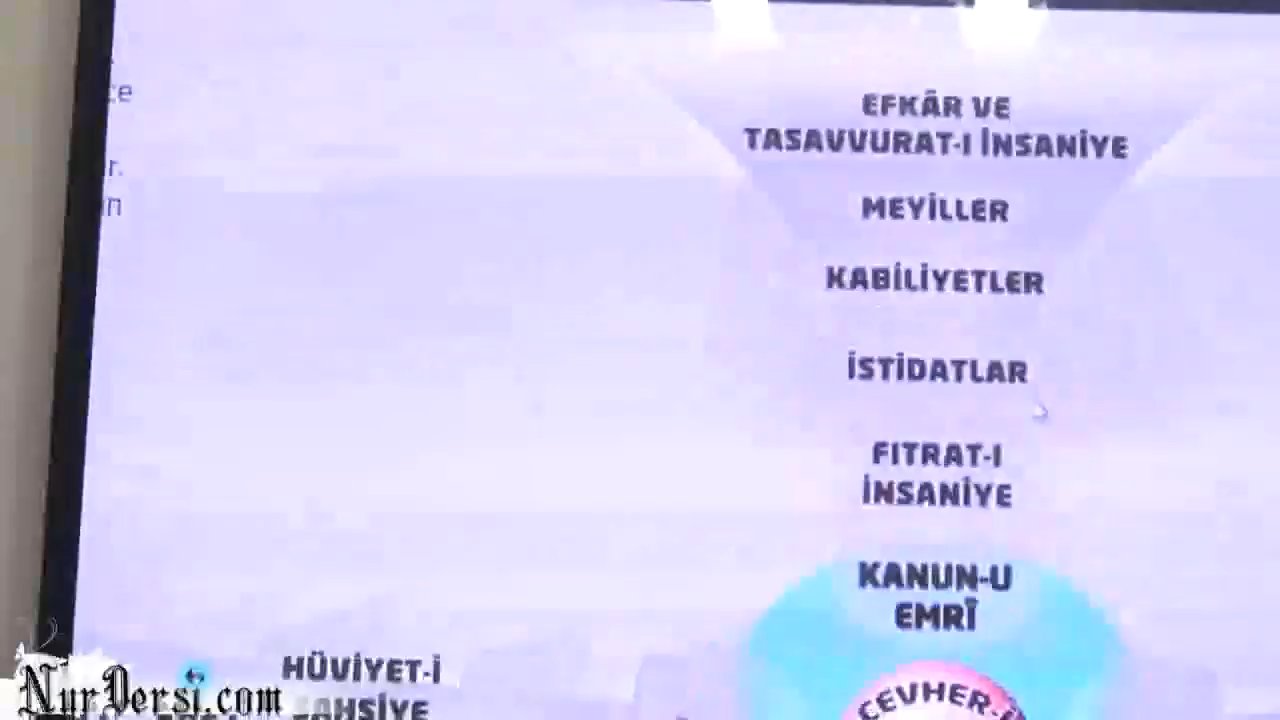 EFKÂR VE
TASAVVURAT-I İNSANİYE
MEYİLLER
KABİLİYETLER
İSTİDATLAR
FITRAT-I
İNSANİYE
KANUN-U
EMRÎ
CEVHER-İ
HÜVİYET-İ
NurDersi.com